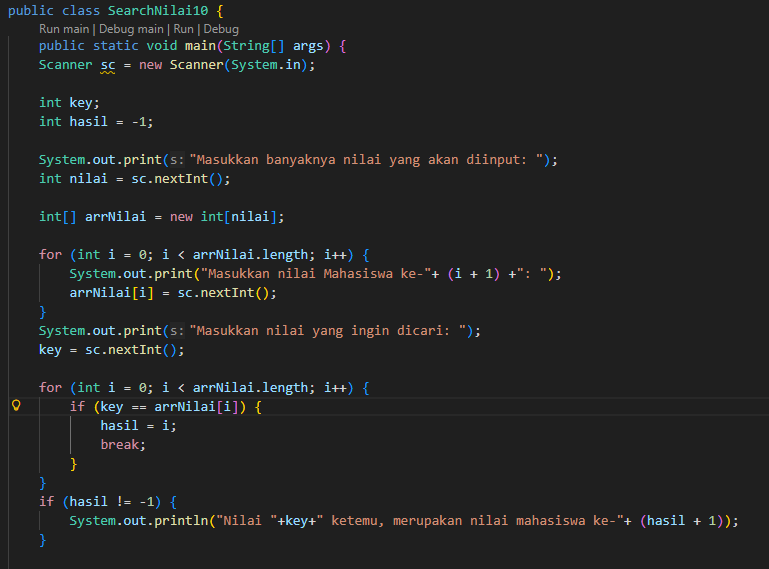 public class SearchNilai10 {
Run main | Debug main | Run | Debug
public static void main(String[] args) {
Scanner sc = new Scanner(System.in);
int key;
int hasil = -1;
System.out.print(s: "Masukkan banyaknya nilai yang akan diinput: ");
int nilai = sc.nextInt();
int[] arrNilai = new int[nilai];
for (int i = 0; i < arrNilai.length; i++) {
System.out.print("Masukkan nilai Mahasiswa ke-"+ (i + 1) +": ");
arrNilai[i] = sc.nextInt();
}
System.out.print(s: "Masukkan nilai yang ingin dicari: ");
key = sc.nextInt();
for (int i = 0; i < arrNilai.length; i++) {
if (key == arrNilai[i]) {
hasil = i;
break;
}
}
if (hasil != -1) {
System.out.println("Nilai "+key+" ketemu, merupakan nilai mahasiswa ke-"+ (hasil + 1));
}